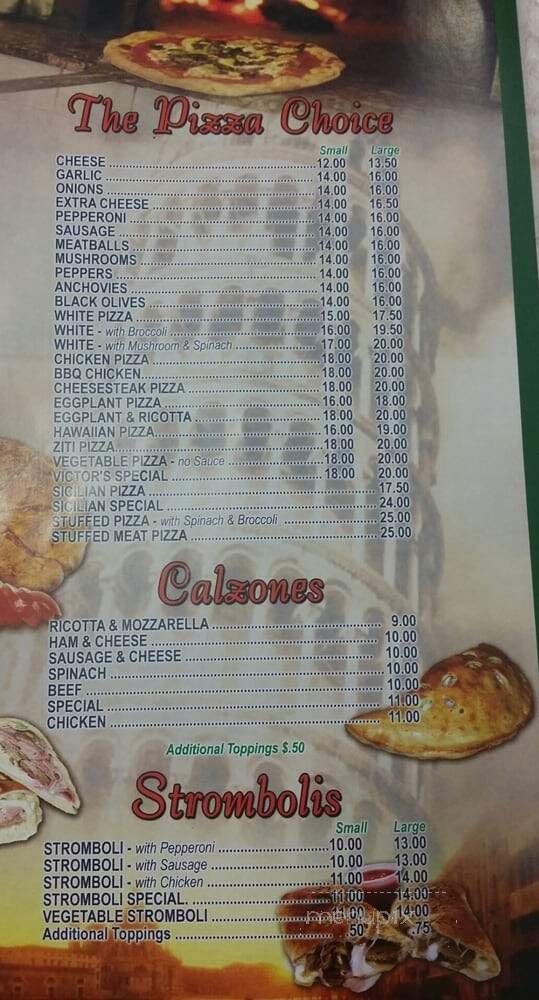 The Pizza Choice
Small Large
CHEESE 12.00 13.50
GARLIC 14.00 16.00
ONIONS 14.00 16.00
EXTRA CHEESE 14.00 16.50
PEPPERONI 14.00 16.00
SAUSAGE 14.00 16.00
MEATBALLS 14.00 16.00
MUSHROOMS 14.00 16.00
PEPPERS 14.00 16.00
ANCHOVIES 14.00 16.00
BLACK OLIVES 14.00 16.00
WHITE PIZZA 15.00 17.50
WHITE - with Broccoli 16:00 19.50
WHITE - with Mushroom & Spinach 17.00 20.00
CHICKEN PIZZA 18.00 20.00
BBQ CHICKEN 18.00 20.00
CHEESESTEAK PIZZA 18.00 20.00
EGGPLANT PIZZA 16.00 18.00
EGGPLANT & RICOTTA 18.00 20.00
HAWAIIAN PIZZA 16.00 19.00
ZITI PIZZA 18.00 20.00
VEGETABLE PIZZA - no Sauce 18.00 20.00
VICTOR'S SPECIAL 18.00 20.00
SICILIAN PIZZA 17.50
SICILIAN SPECIAL 24.00
STUFFED PIZZA - with Spinach & Broccoli 25.00
STUFFED MEAT PIZZA 25.00
Calzones
RICOTTA & MOZZARELLA 9.00
HAM & CHEESE 10.00
SAUSAGE & CHEESE 10.00
SPINACH 10.00
BEEF 10.00
SPECIAL 11.00
CHICKEN 11.00
Additional Toppings $.50
Strombolis
Small Large
STROMBOLI - with Pepperoni 10.00 13.00
STROMBOLI - with Sausage 10.00 13.00
STROMBOLI - with Chicken 11.00 14.00
STROMBOLI SPECIAL. 11:00 14.00
VEGETABLE STROMBOLI 11:00 14:00
Additional Toppings .50 .75
menupix